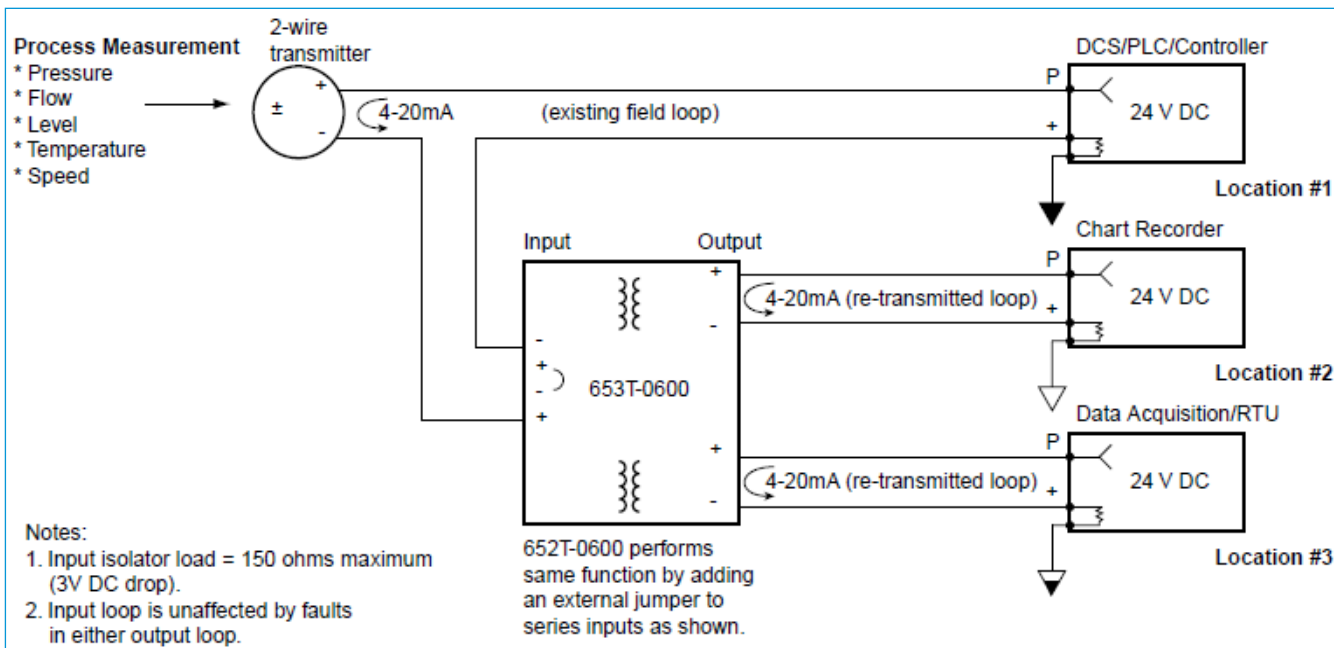 Process Measurement
* Pressure
* Flow
* Level
* Temperature
* Speed
2-wire
transmitter
+
±
-
4-20mA
(existing field loop)
DCS/PLC/Controller
P
24 V DC
+
Location #1
Input
Output
-
+
-
+
653T-0600
+
-
4-20mA (re-transmitted loop)
Chart Recorder
P
24 V DC
+
Location #2
+
-
4-20mA (re-transmitted loop)
Data Acquisition/RTU
P
24 V DC
+
Location #3
652T-0600 performs
same function by adding
an external jumper to
series inputs as shown.
Notes:
1. Input isolator load = 150 ohms maximum
(3V DC drop).
2. Input loop is unaffected by faults
in either output loop.